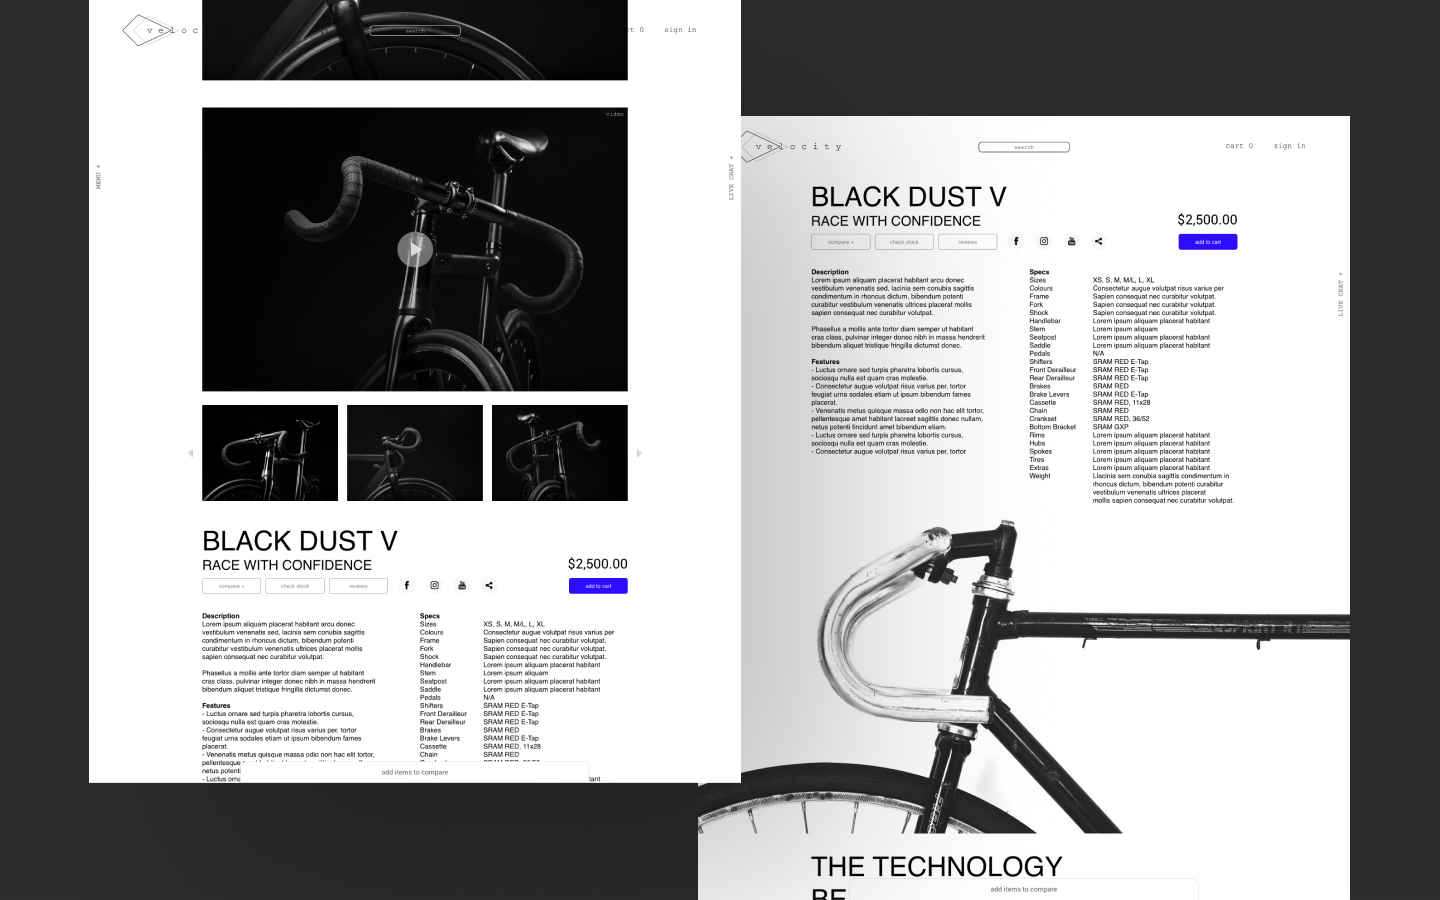 velocity
search
rt 0
sign in
video
MENU +
LIVE CHAT +
BLACK DUST V
RACE WITH CONFIDENCE
$2,500.00
compare +
check stock
reviews
add to cart
Description
Lorem ipsum aliquam placerat habitant arcu donec
vestibulum venenatis sed, lacinia sem conubia sagittis
condimentum in rhoncus dictum, bibendum potenti
curabitur vestibulum venenatis ultrices placerat mollis
sapien consequat nec curabitur volutpat.
Phasellus a mollis ante tortor diam semper ut habitant
cras class, pulvinar integer donec nibh in massa hendrerit
bibendum aliquet tristique fringilla dictumst donec.
Features
- Luctus ornare sed turpis pharetra lobortis cursus,
sociosqu nulla est quam cras molestie.
- Consectetur augue volutpat risus varius per, tortor
feugiat urna sodales etiam ut ipsum bibendum fames
placerat.
- Venenatis metus quisque massa odio non hac elit tortor,
pellentesque
netus potenti
- Luctus orna
Specs
Sizes XS, S, M, M/L, L, XL
Colours Consectetur augue volutpat risus varius per
Frame Sapien consequat nec curabitur volutpat.
Fork Sapien consequat nec curabitur volutpat.
Shock Sapien consequat nec curabitur volutpat.
Handlebar Lorem ipsum aliquam placerat habitant
Stem Lorem ipsum aliquam
Seatpost Lorem ipsum aliquam placerat habitant
Saddle Lorem ipsum aliquam placerat habitant
Pedals N/A
Shifters SRAM RED E-Tap
Front Derailleur SRAM RED E-Tap
Rear Derailleur SRAM RED E-Tap
Brakes SRAM RED
Brake Levers SRAM RED E-Tap
Cassette SRAM RED, 11x28
Chain SRAM RED
tant
add items to compare
velocity
search
cart 0
sign in
LIVE CHAT +
BLACK DUST V
RACE WITH CONFIDENCE
$2,500.00
compare +
check stock
reviews
add to cart
Description
Lorem ipsum aliquam placerat habitant arcu donec
vestibulum venenatis sed, lacinia sem conubia sagittis
condimentum in rhoncus dictum, bibendum potenti
curabitur vestibulum venenatis ultrices placerat mollis
sapien consequat nec curabitur volutpat.
Phasellus a mollis ante tortor diam semper ut habitant
cras class, pulvinar integer donec nibh in massa hendrerit
bibendum aliquet tristique fringilla dictumst donec.
Features
- Luctus ornare sed turpis pharetra lobortis cursus,
sociosqu nulla est quam cras molestie.
- Consectetur augue volutpat risus varius per, tortor
feugiat urna sodales etiam ut ipsum bibendum fames
placerat.
- Venenatis metus quisque massa odio non hac elit tortor,
pellentesque amet habitant laoreet sagittis donec nullam,
netus potenti tincidunt amet bibendum etiam.
- Luctus ornare sed turpis pharetra lobortis cursus,
sociosqu nulla est quam cras molestie.
- Consectetur augue volutpat risus varius per, tortor
Specs
Sizes XS, S, M, M/L, L, XL
Colours Consectetur augue volutpat risus varius per
Frame Sapien consequat nec curabitur volutpat.
Fork Sapien consequat nec curabitur volutpat.
Shock Sapien consequat nec curabitur volutpat.
Handlebar Lorem ipsum aliquam placerat habitant
Stem Lorem ipsum aliquam
Seatpost Lorem ipsum aliquam placerat habitant
Saddle Lorem ipsum aliquam placerat habitant
Pedals N/A
Shifters SRAM RED E-Tap
Front Derailleur SRAM RED E-Tap
Rear Derailleur SRAM RED E-Tap
Brakes SRAM RED
Brake Levers SRAM RED E-Tap
Cassette SRAM RED, 11x28
Chain SRAM RED
Crankset SRAM RED, 36/52
Bottom Bracket SRAM GXP
Rims Lorem ipsum aliquam placerat habitant
Hubs Lorem ipsum aliquam placerat habitant
Spokes Lorem ipsum aliquam placerat habitant
Tires Lorem ipsum aliquam placerat habitant
Extras Lorem ipsum aliquam placerat habitant
Weight Llacinia sem conubia sagittis condimentum in
rhoncus dictum, bibendum potenti curabitur
vestibulum venenatis ultrices placerat
mollis sapien consequat nec curabitur volutpat.
THE TECHNOLOGY
BE
add items to compare